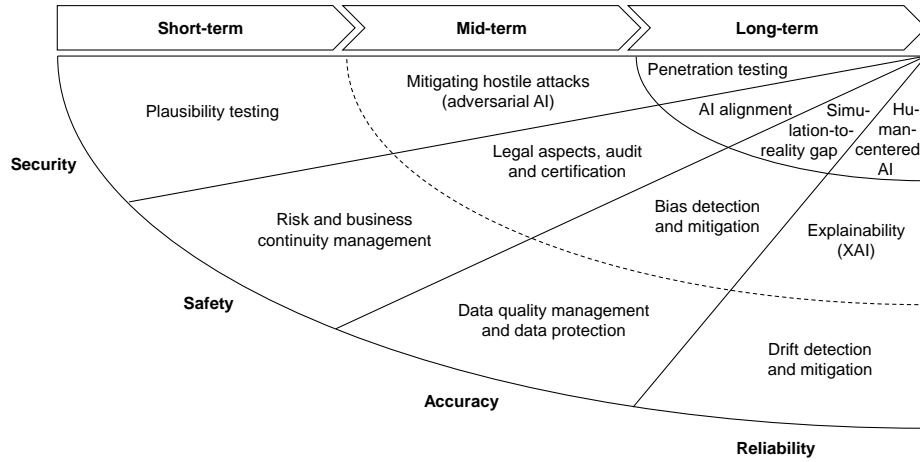 Short-term
Mid-term
Long-term
Plausibility testing
Mitigating hostile attacks
(adversarial AI)
Penetration testing
Security
Risk and business
continuity management
Legal aspects, audit
and certification
AI alignment
Safety
Data quality management
and data protection
Bias detection
and mitigation
Simu-
lation-to-
reality gap
Accuracy
Drift detection
and mitigation
Explainability
(XAI)
Hu-
man-
centered
AI
Reliability